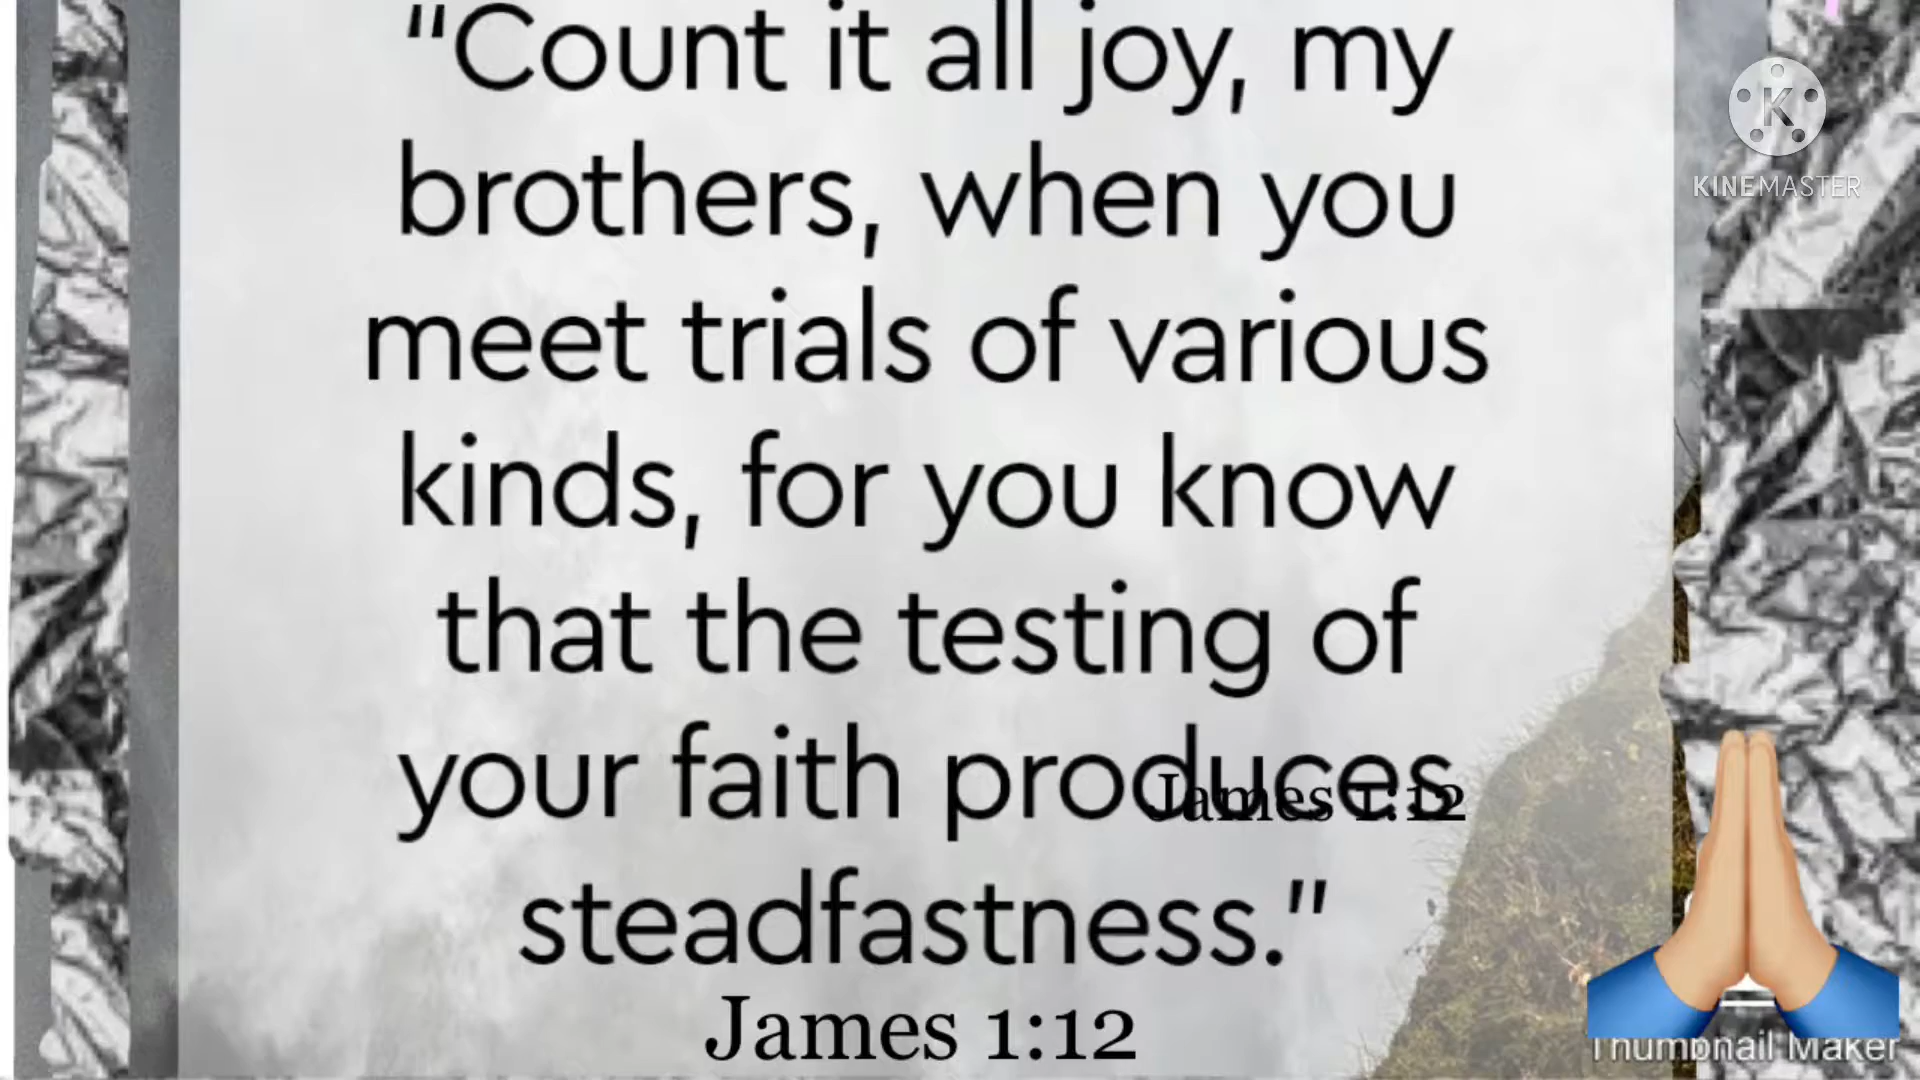 “Count it all joy, my
brothers, when you
meet trials of various
kinds, for you know
that the testing of
your faith produces
James 1:12
steadfastness.”
James 1:12
K
KINEMASTER
Thumbnail Maker